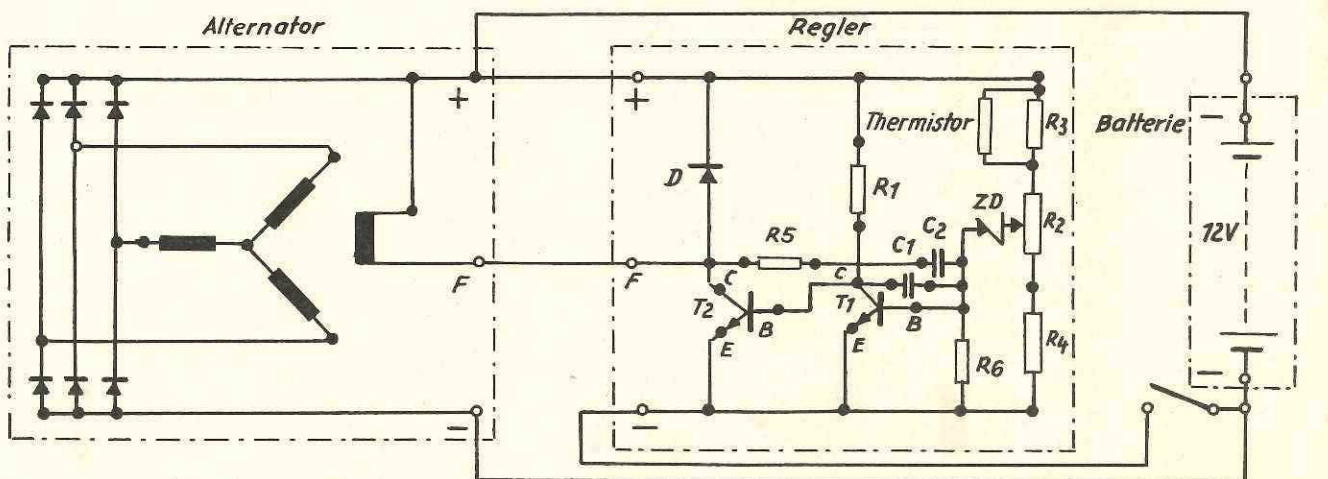 Alternator
Regler
+
+
Thermistor
R3
Batterie
−
D
R1
ZD
R2
12V
R5
C1
C2
F
F
C
T2
B
E
C
T1
B
E
R6
R4
−
−
−